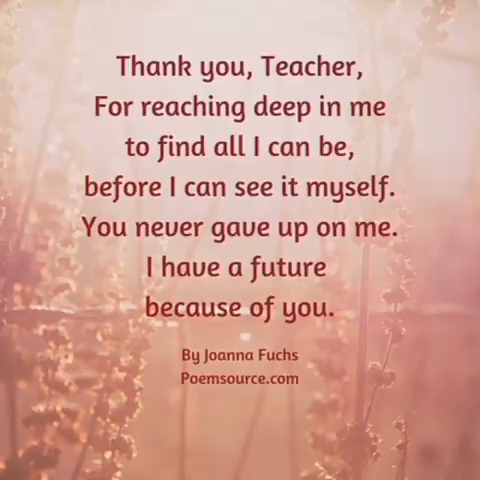 Thank you, Teacher,
For reaching deep in me
to find all I can be,
before I can see it myself.
You never gave up on me.
I have a future
because of you.
By Joanna Fuchs
Poemsource.com